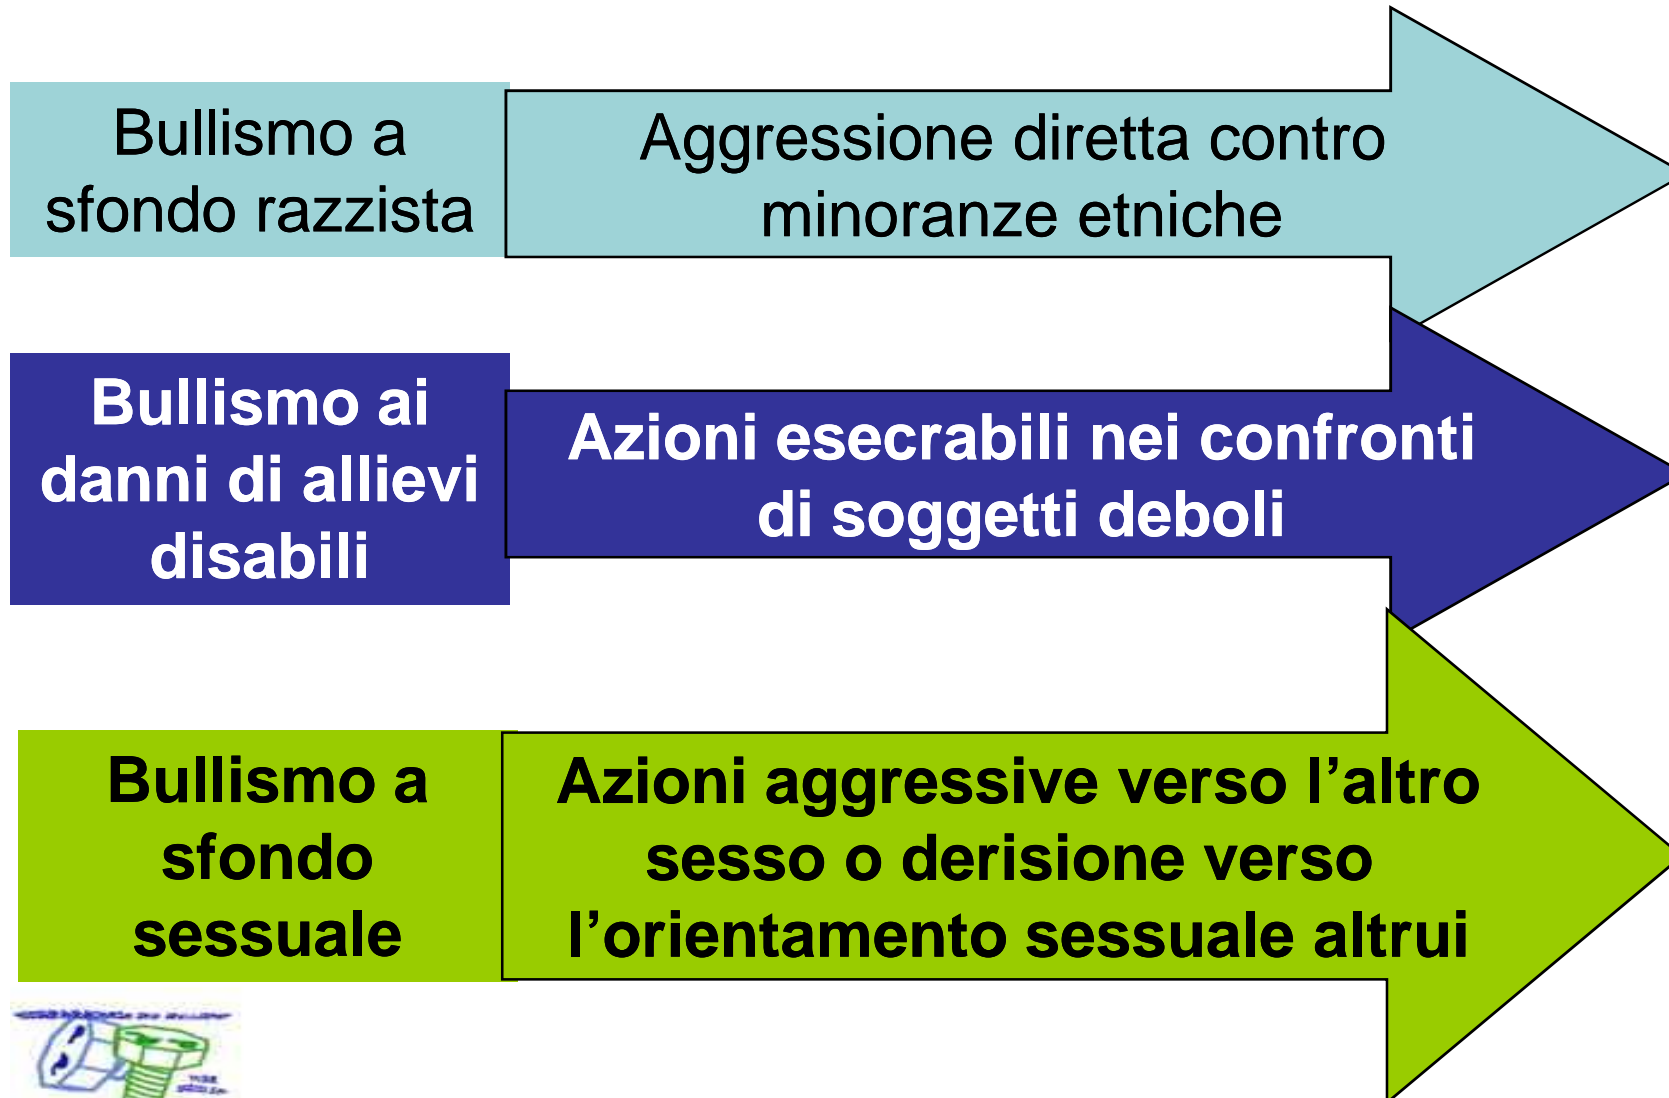 Bullismo a
sfondo razzista
Aggressione diretta contro
minoranze etniche
Bullismo ai
danni di allievi
disabili
Azioni esecrabili nei confronti
di soggetti deboli
Bullismo a
sfondo
sessuale
Azioni aggressive verso l’altro
sesso o derisione verso
l’orientamento sessuale altrui